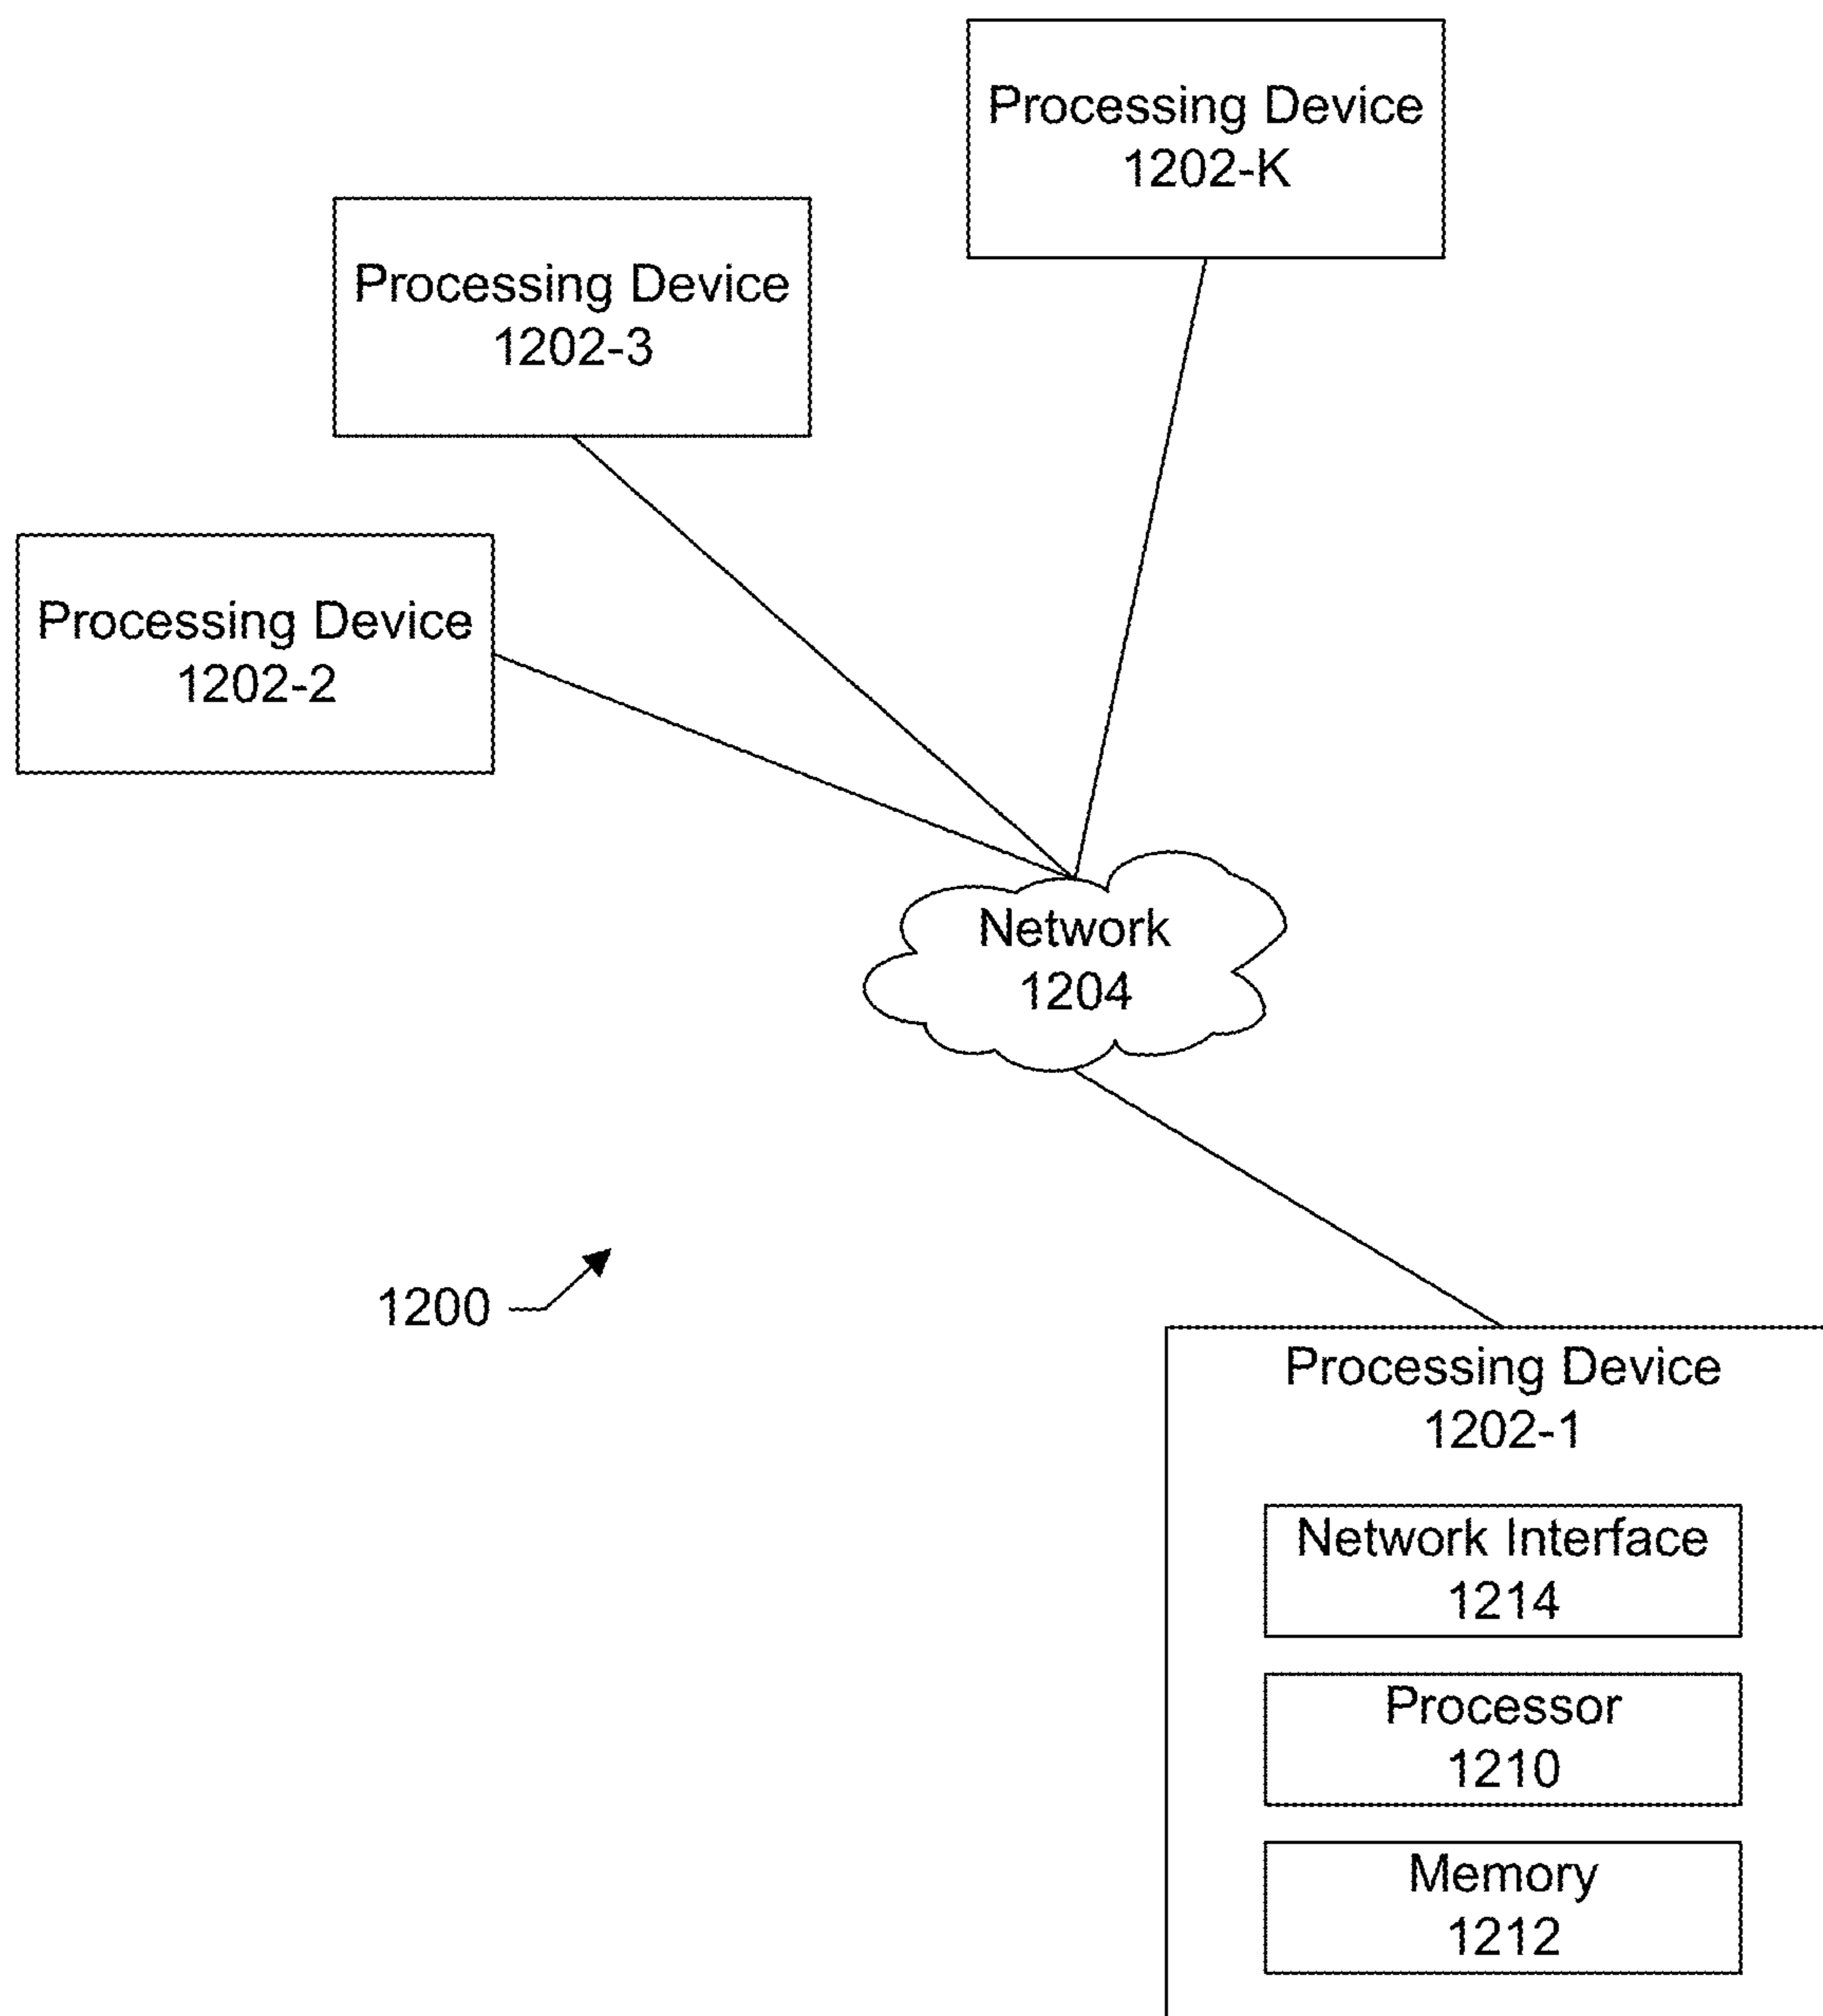 Processing Device
1202-K
Processing Device
1202-3
Processing Device
1202-2
Network
1204
1200
Processing Device
1202-1
Network Interface
1214
Processor
1210
Memory
1212